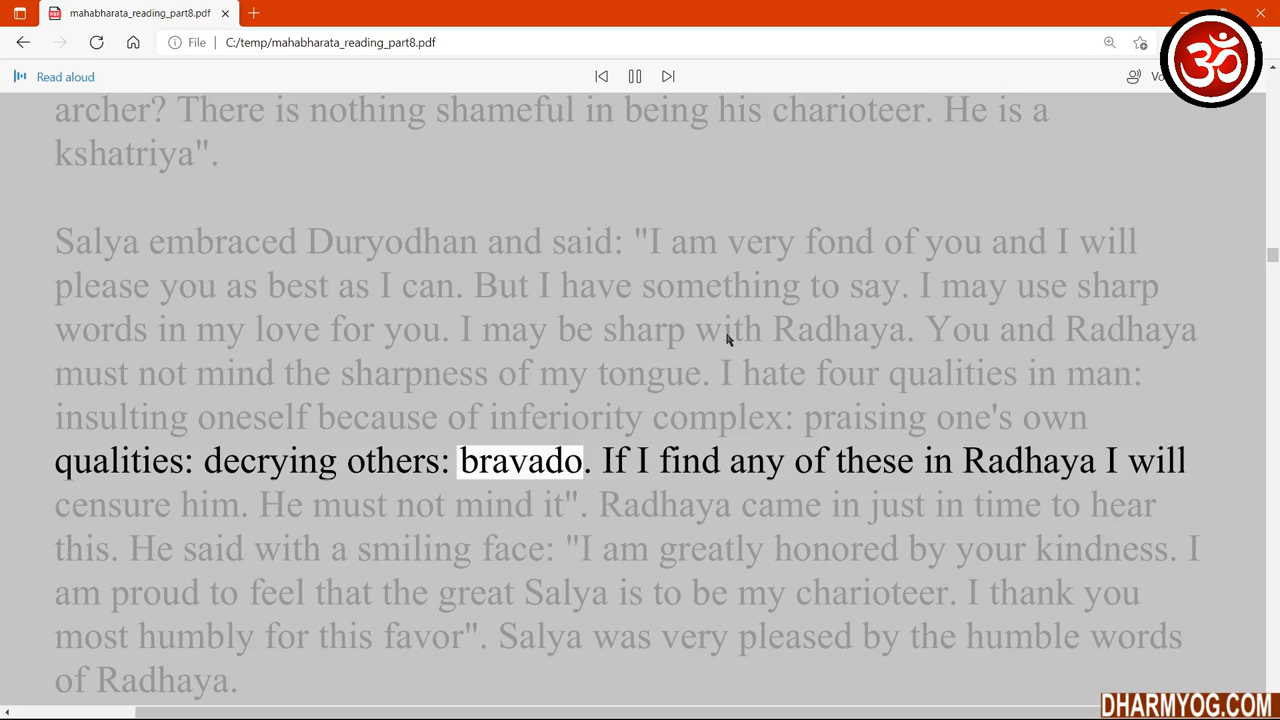 mahabharata_reading_part8.pdf
File C:/temp/mahabharata_reading_part8.pdf
Read aloud
archer? There is nothing shameful in being his charioteer. He is a
kshatriya".
Salya embraced Duryodhan and said: "I am very fond of you and I will
please you as best as I can. But I have something to say. I may use sharp
words in my love for you. I may be sharp with Radhaya. You and Radhaya
must not mind the sharpness of my tongue. I hate four qualities in man:
insulting oneself because of inferiority complex: praising one's own
qualities: decrying others: bravado. If I find any of these in Radhaya I will
censure him. He must not mind it". Radhaya came in just in time to hear
this. He said with a smiling face: "I am greatly honored by your kindness. I
am proud to feel that the great Salya is to be my charioteer. I thank you
most humbly for this favor". Salya was very pleased by the humble words
of Radhaya.
ॐ
DHARMYOG.COM